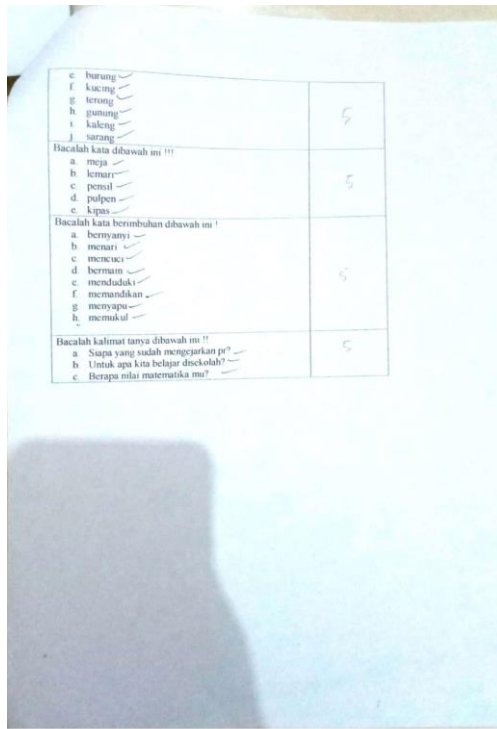 e. burung
f. kucing
g. terong
h. gunung
i. kaleng
j. sarang
5
Bacalah kata dibawah ini !!!
a. meja
b. lemari
c. pensil
d. pulpen
e. kipas
5
Bacalah kata berimbuhan dibawah ini !
a. bernyanyi
b. menari
c. mencuci
d. bermain
e. menduduki
f. memandikan
g. menyapu
h. memukul
5
Bacalah kalimat tanya dibawah ini !!
a. Siapa yang sudah mengejarkan pr?
b. Untuk apa kita belajar disekolah?
c. Berapa nilai matematika mu?
5